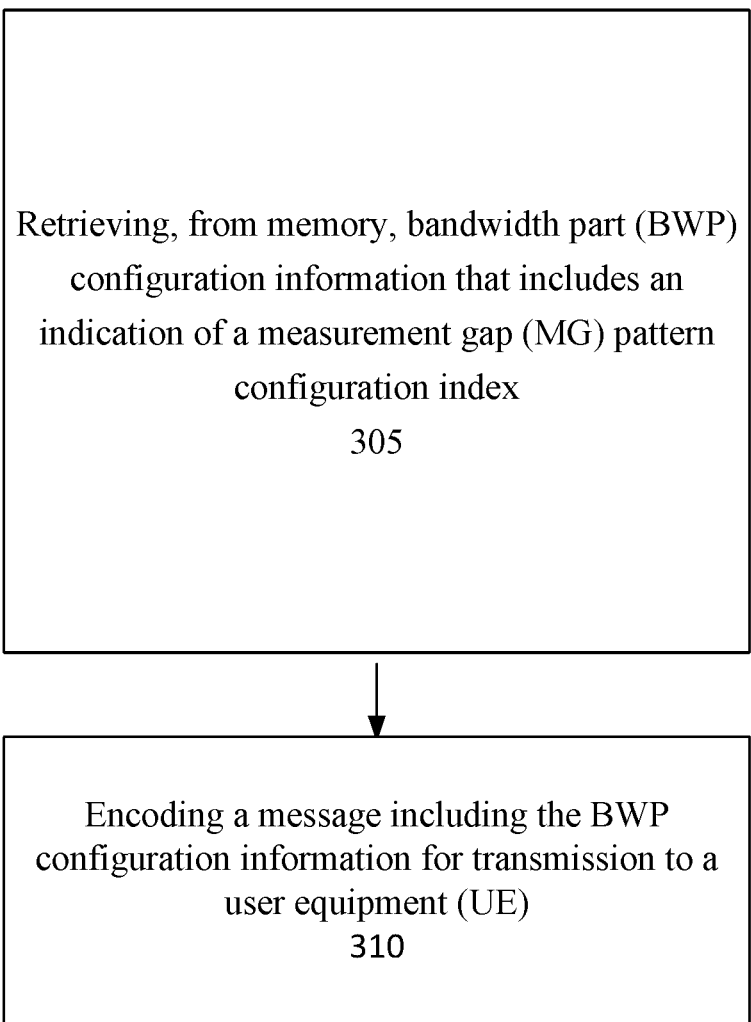 Retrieving, from memory, bandwidth part (BWP)
configuration information that includes an
indication of a measurement gap (MG) pattern
configuration index
305
Encoding a message including the BWP
configuration information for transmission to a
user equipment (UE)
310